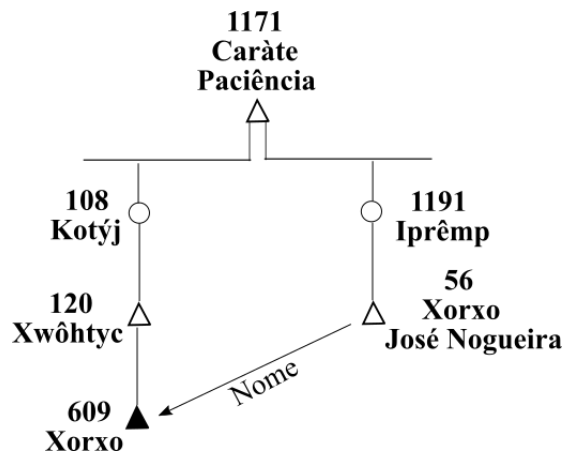 1171
Caràte
Paciência
108
Kotýj
1191
Iprêmp
120
Xwôhtyc
56
Xorxo
José Nogueira
Nome
609
Xorxo